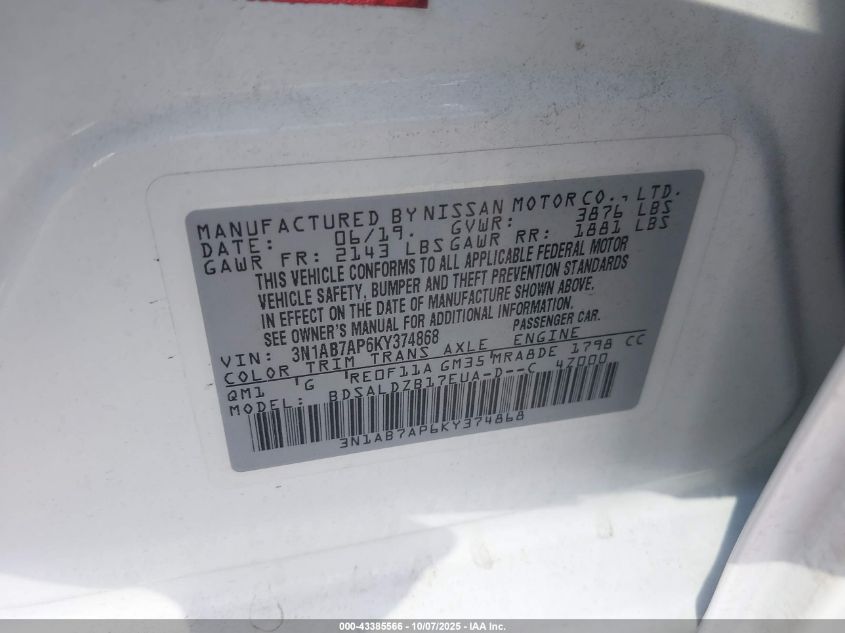 MANUFACTURED BY NISSAN MOTOR CO., LTD.
DATE: 06/19. GVWR: 3876 LBS
GAWR FR: 2143 LBS GAWR RR: 1881 LBS
THIS VEHICLE CONFORMS TO ALL APPLICABLE FEDERAL MOTOR
VEHICLE SAFETY, BUMPER AND THEFT PREVENTION STANDARDS
IN EFFECT ON THE DATE OF MANUFACTURE SHOWN ABOVE.
SEE OWNER'S MANUAL FOR ADDITIONAL INFORMATION.
VIN: 3N1AB7AP6KY374868 PASSENGER CAR.
COLOR TRIM TRANS AXLE ENGINE
QM1 G RE0F11A GM35 MRA8DE 1798 CC
MODEL: BDSALDZB17EUA-D--C 47000
3N1AB7AP6KY374868
000-43385566 - 10/07/2025 - IAA Inc.